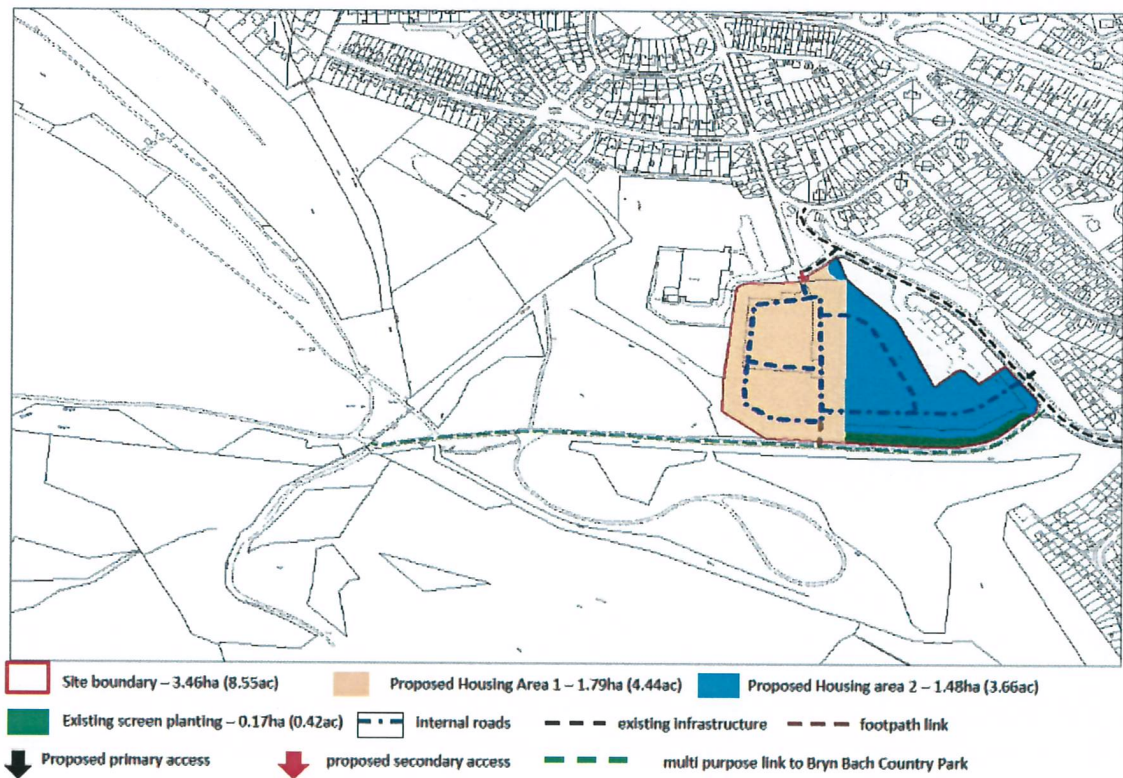 Site boundary – 3.46ha (8.55ac) Proposed Housing Area 1 – 1.79ha (4.44ac) Proposed Housing area 2 – 1.48ha (3.66ac)
Existing screen planting – 0.17ha (0.42ac) internal roads existing infrastructure footpath link
Proposed primary access proposed secondary access multi purpose link to Bryn Bach Country Park